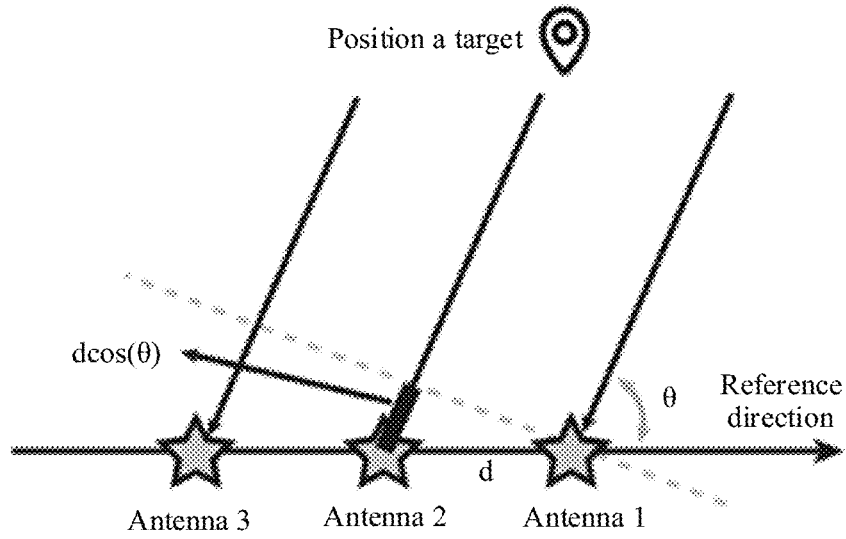 Position a target
dcos(θ)
θ
Reference
direction
d
Antenna 3
Antenna 2
Antenna 1